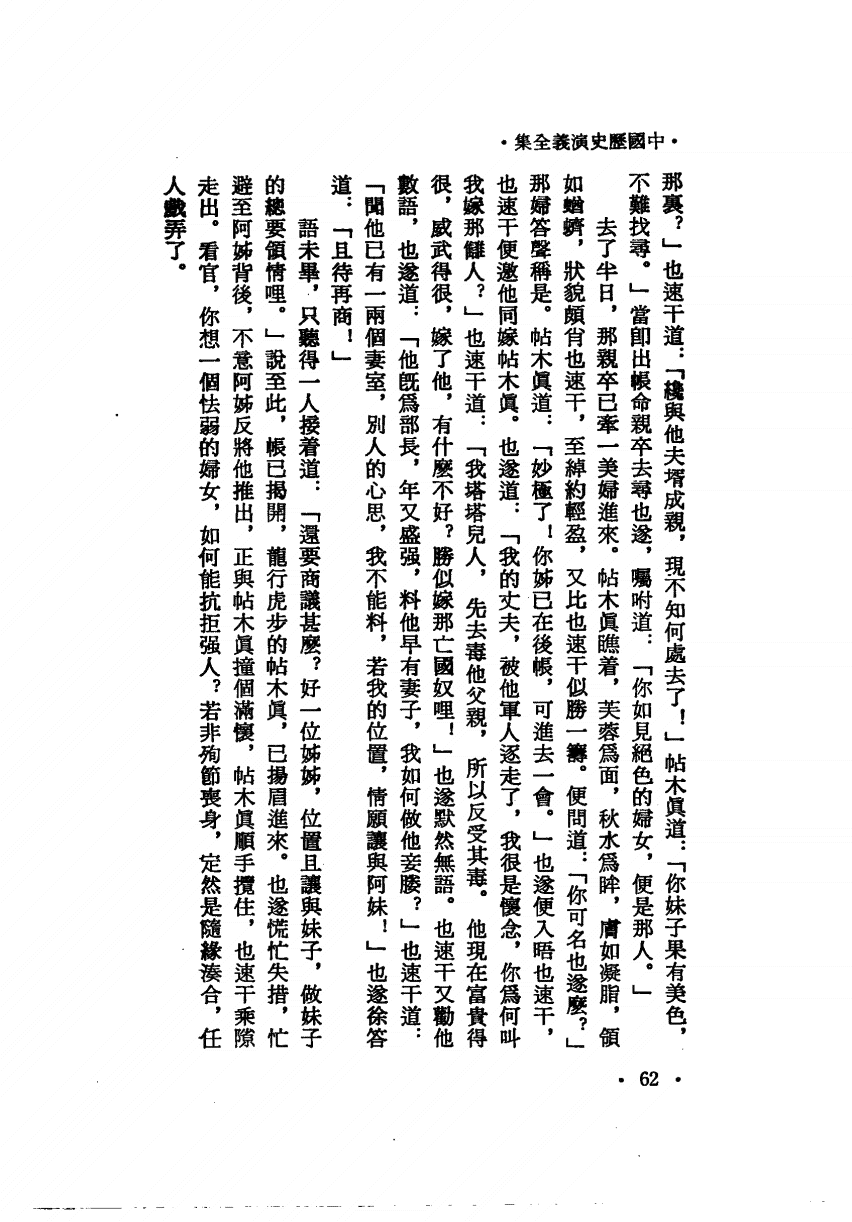 ·中國歷史演義全集·
那裏？」也速干道：「纔與他夫壻成親，現不知何處去了！」帖木眞道：「你妹子果有美色，
不難找尋。」當卽出帳命親卒去尋也遂，囑咐道：「你如見絕色的婦女，便是那人。」
去了半日，那親卒已牽一美婦進來。帖木眞瞧着，芙蓉爲面，秋水爲眸，膚如凝脂，領
如蝤蠐，狀貌頗肖也速干，至綽約輕盈，又比也速干似勝一籌。便問道：「你可名也遂麼？」
那婦答聲稱是。帖木眞道：「妙極了！你姊已在後帳，可進去一會。」也遂便入晤也速干，
也速干便邀他同嫁帖木眞。也遂道：「我的丈夫，被他軍人逐走了，我很是懷念，你爲何叫
我嫁那讎人？」也速干道：「我塔塔兒人，先去毒他父親，所以反受其毒。他現在富貴得
很，威武得很，嫁了他，有什麼不好？勝似嫁那亡國奴哩！」也遂默然無語。也速干又勸他
數語，也遂道：「他旣爲部長，年又盛强，料他早有妻子，我如何做他妾媵？」也速干道：
「聞他已有一兩個妻室，別人的心思，我不能料，若我的位置，情願讓與阿妹！」也遂徐答
道：「且待再商！」
語未畢，只聽得一人接着道：「還要商議甚麼？好一位姊姊，位置且讓與妹子，做妹子
的總要領情哩。」說至此，帳已揭開，龍行虎步的帖木眞，已揚眉進來。也遂慌忙失措，忙
避至阿姊背後，不意阿姊反將他推出，正與帖木眞撞個滿懷，帖木眞順手攬住，也速干乘隙
走出。看官，你想一個怯弱的婦女，如何能抗拒强人？若非殉節喪身，定然是隨緣湊合，任
人戲弄了。
· 62 ·